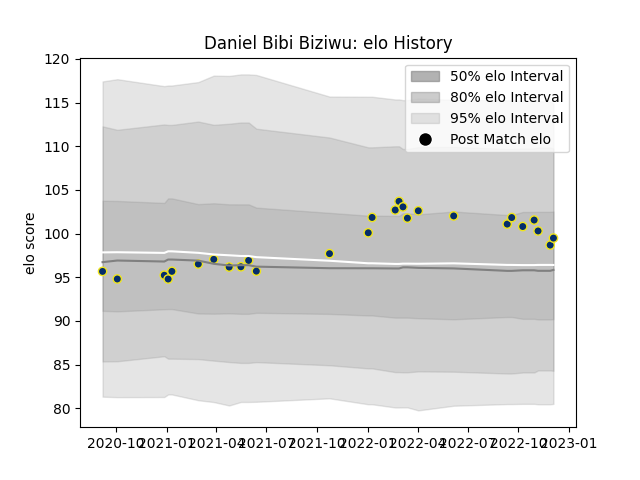 Daniel Bibi Biziwu: elo History
120
115
110
105
100
95
90
85
80
elo score
50% elo Interval
80% elo Interval
95% elo Interval
Post Match elo
2020-10 2021-01 2021-04 2021-07 2021-10 2022-01 2022-04 2022-07 2022-10 2023-01